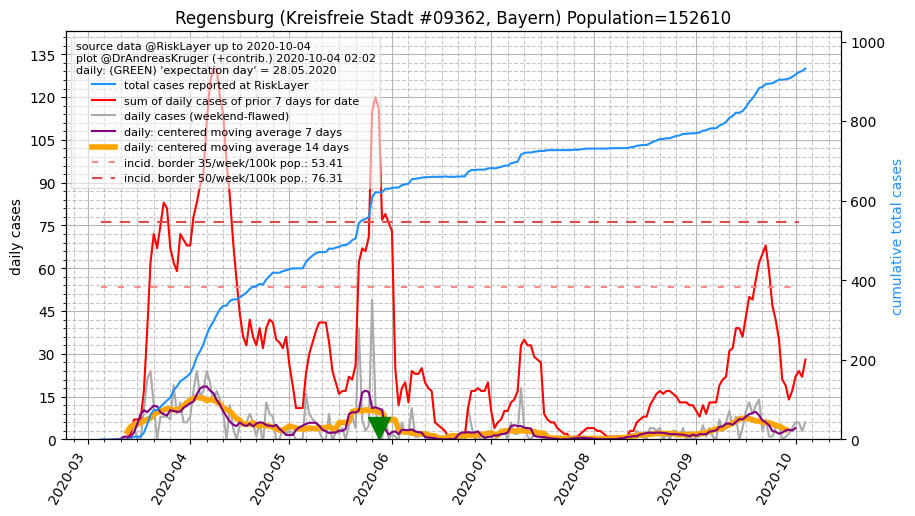 Regensburg (Kreisfreie Stadt #09362, Bayern) Population=152610
source data @RiskLayer up to 2020-10-04
plot @DrAndreasKruger (+contrib.) 2020-10-04 02:02
daily: (GREEN) 'expectation day' = 28.05.2020
total cases reported at RiskLayer
sum of daily cases of prior 7 days for date
daily cases (weekend-flawed)
daily: centered moving average 7 days
daily: centered moving average 14 days
incid. border 35/week/100k pop.: 53.41
incid. border 50/week/100k pop.: 76.31
daily cases
135
120
105
90
75
60
45
30
15
0
1000
800
600
400
200
0
cumulative total cases
2020-03
2020-04
2020-05
2020-06
2020-07
2020-08
2020-09
2020-10